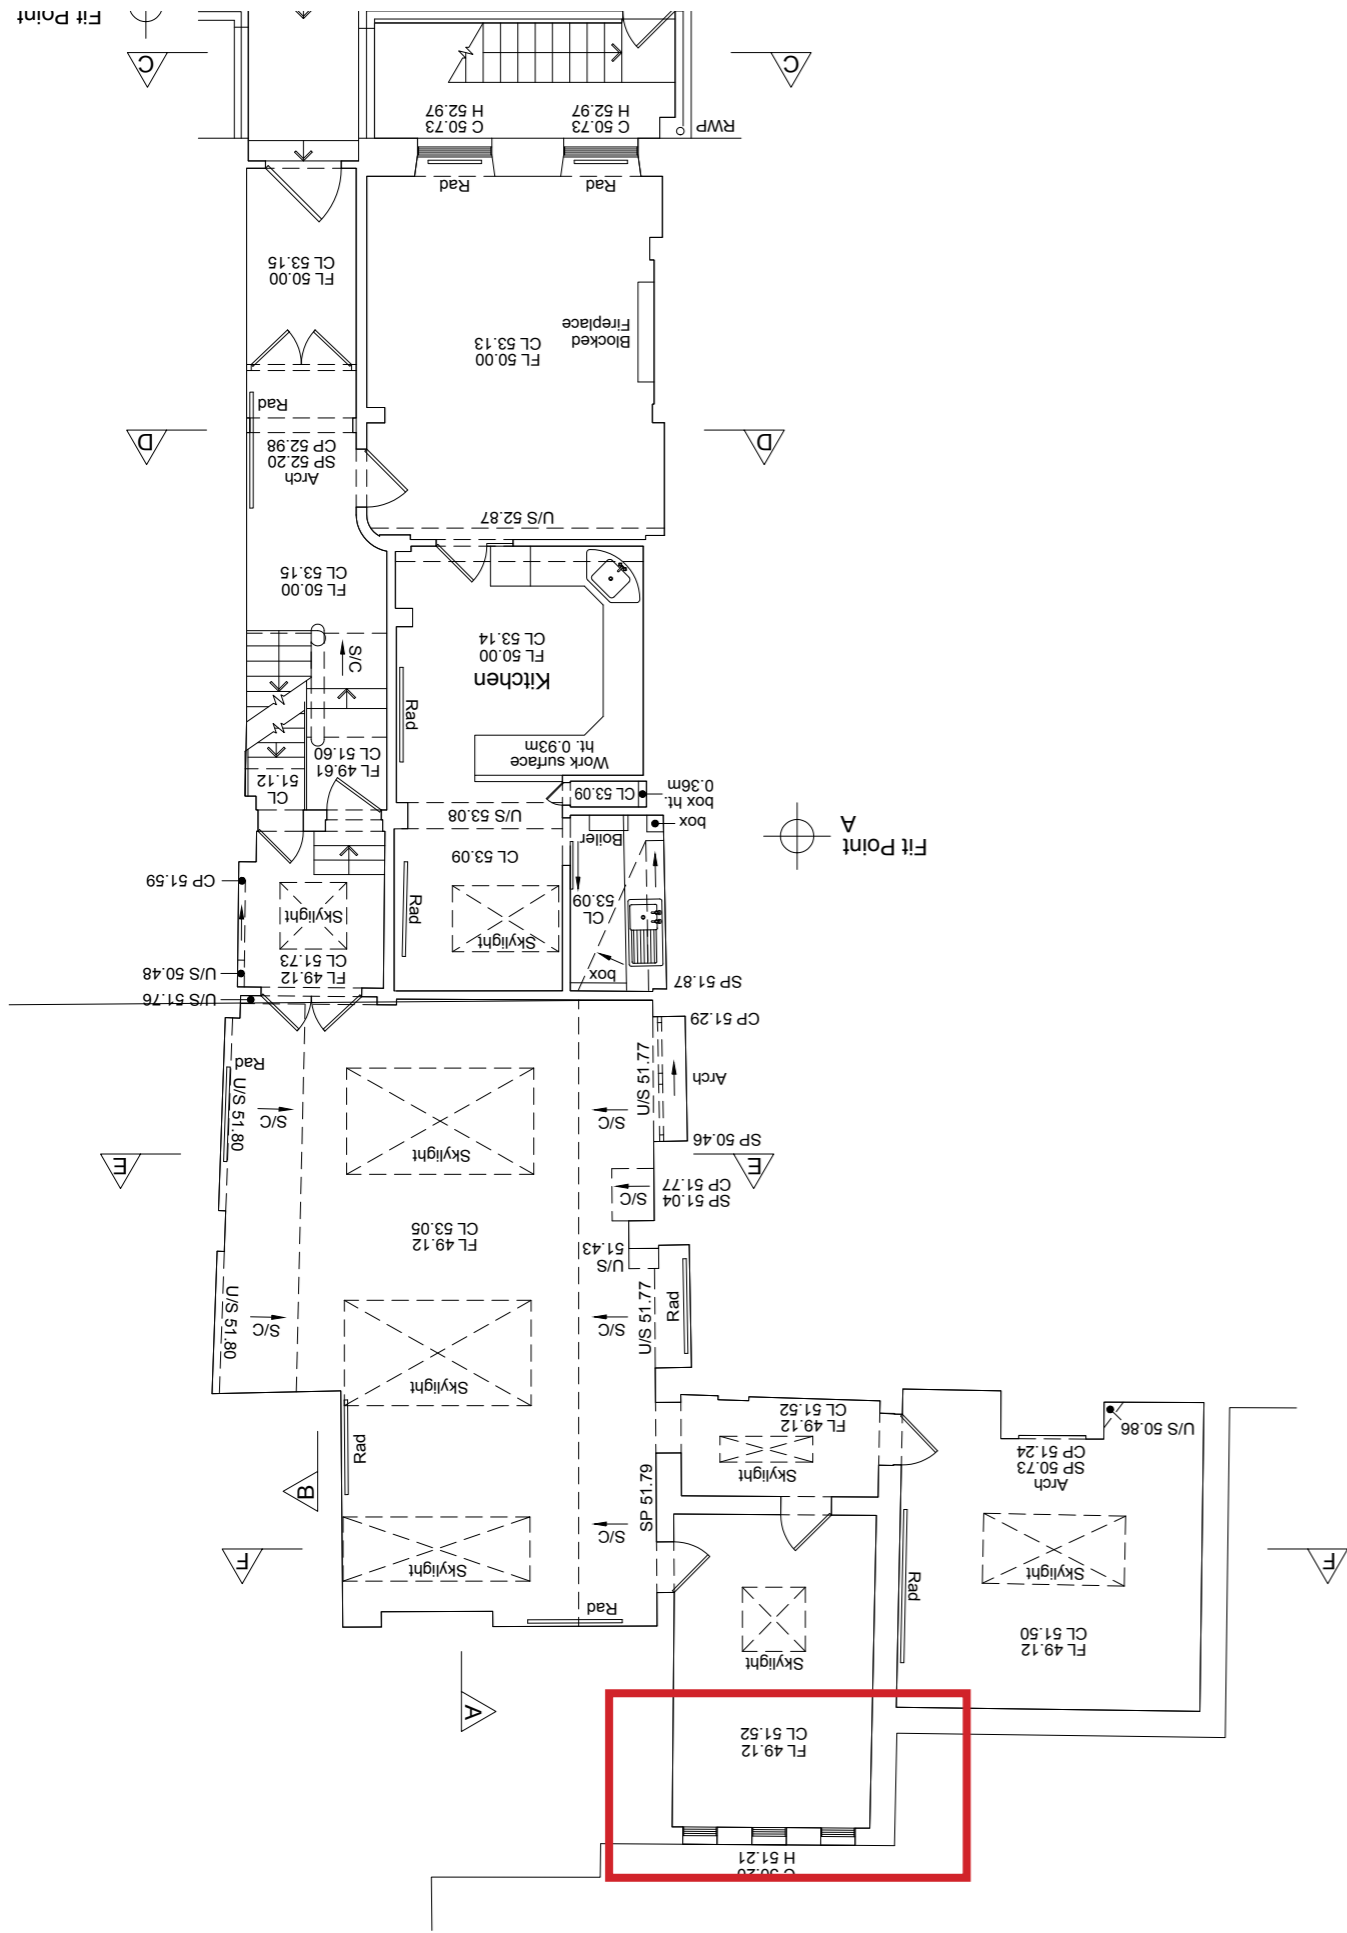 Fit Point
C
C
C 50.73
H 52.97
C 50.73
H 52.97
RWP
Rad
Rad
FL 50.00
CL 53.15
Blocked
Fireplace
FL 50.00
CL 53.13
Rad
Arch
SP 52.20
CP 52.98
D
D
U/S 52.87
FL 50.00
CL 53.15
S/C
Kitchen
FL 50.00
CL 53.14
Rad
Work surface
ht. 0.93m
FL 49.61
CL 51.60
CL
51.12
CL 53.09
box ht.
0.36m
box
U/S 53.08
Boiler
Fit Point
A
CL 53.09
CP 51.59
Skylight
Rad
Skylight
CL
53.09
FL 49.12
CL 51.73
U/S 50.48
box
SP 51.87
U/S 51.76
CP 51.29
Rad
U/S 51.80
S/C
S/C
U/S 51.77
Arch
Skylight
SP 50.46
E
E
SP 51.04
CP 51.77
S/C
FL 49.12
CL 53.05
U/S
51.43
U/S 51.80
S/C
S/C
U/S 51.77
Rad
Skylight
FL 49.12
CL 51.52
U/S 50.86
Rad
Arch
SP 50.73
CP 51.24
Skylight
B
SP 51.79
S/C
F
F
Skylight
Skylight
Rad
Rad
FL 49.12
CL 51.50
Skylight
A
FL 49.12
CL 51.52
C 50.20
H 51.21